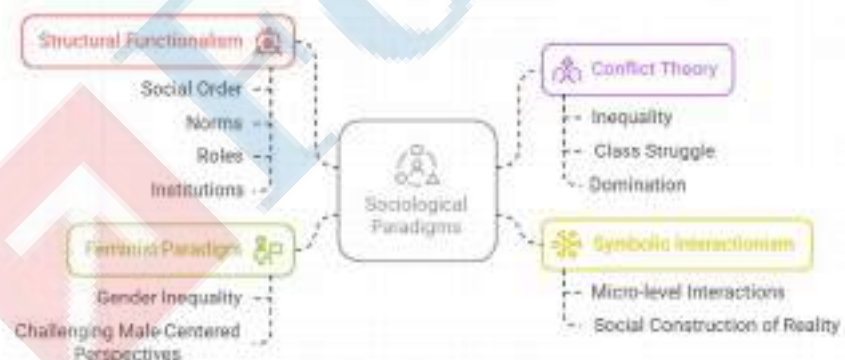 Structural Functionalism
Social Order
Norms
Roles
Institutions
Feminist Paradigm
Gender Inequality
Challenging Male-Centered
Perspectives
Sociological
Paradigms
Conflict Theory
Inequality
Class Struggle
Domination
Symbolic Interactionism
Micro-level Interactions
Social Construction of Reality